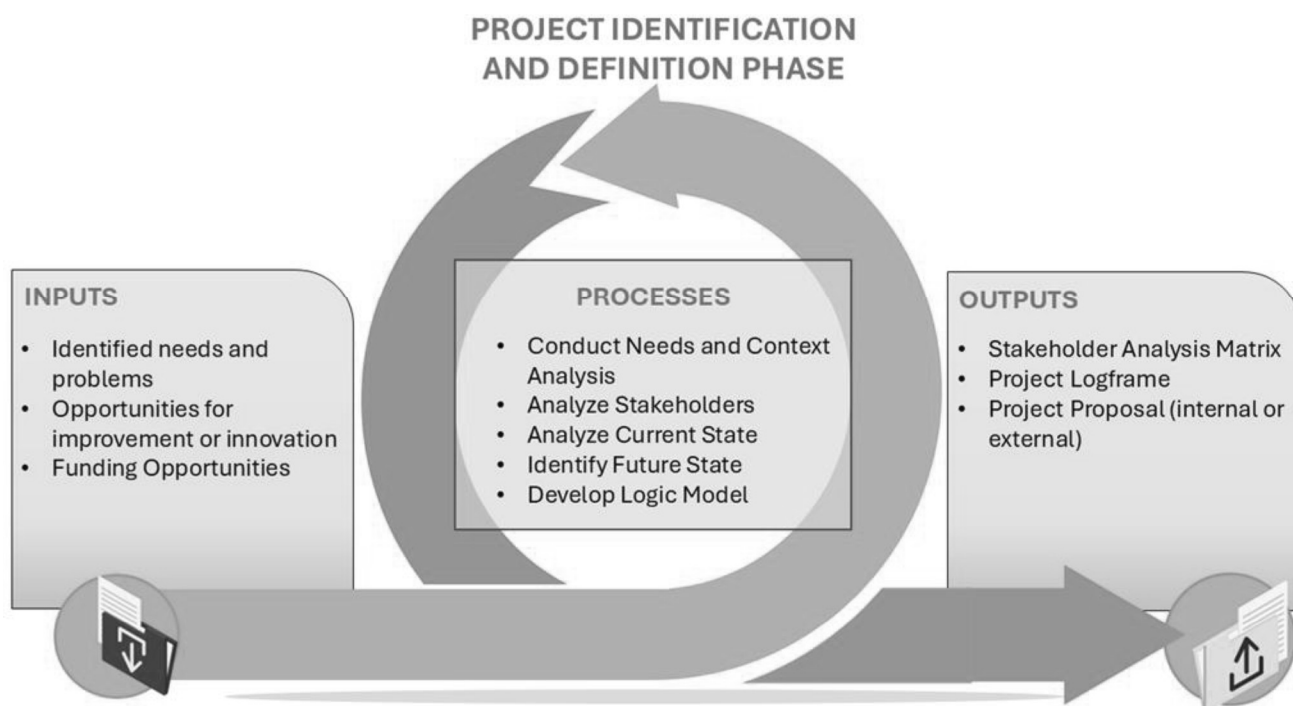 PROJECT IDENTIFICATION
AND DEFINITION PHASE
INPUTS
• Identified needs and
problems
• Opportunities for
improvement or innovation
• Funding Opportunities
PROCESSES
• Conduct Needs and Context
Analysis
• Analyze Stakeholders
• Analyze Current State
• Identify Future State
• Develop Logic Model
OUTPUTS
• Stakeholder Analysis Matrix
• Project Logframe
• Project Proposal (internal or
external)